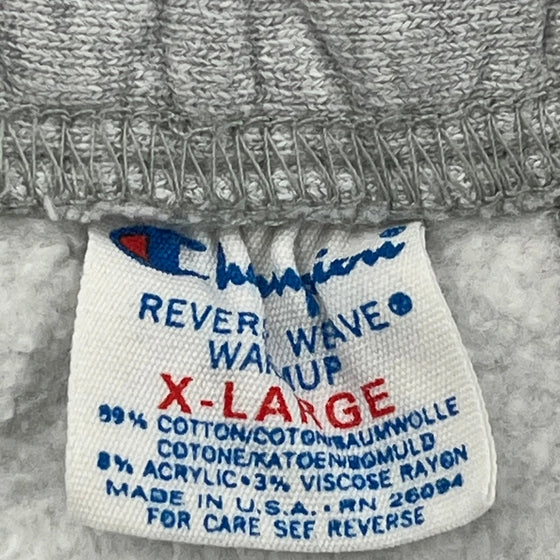 Champion
REVERS WEAVE
WARMUP
X-LARGE
89% COTTON/COTON/BAUMWOLLE
COTONE/KATOEN/BOMULD
8% ACRYLIC•3% VISCOSE RAYON
MADE IN U.S.A. • RN 26094
FOR CARE SEE REVERSE